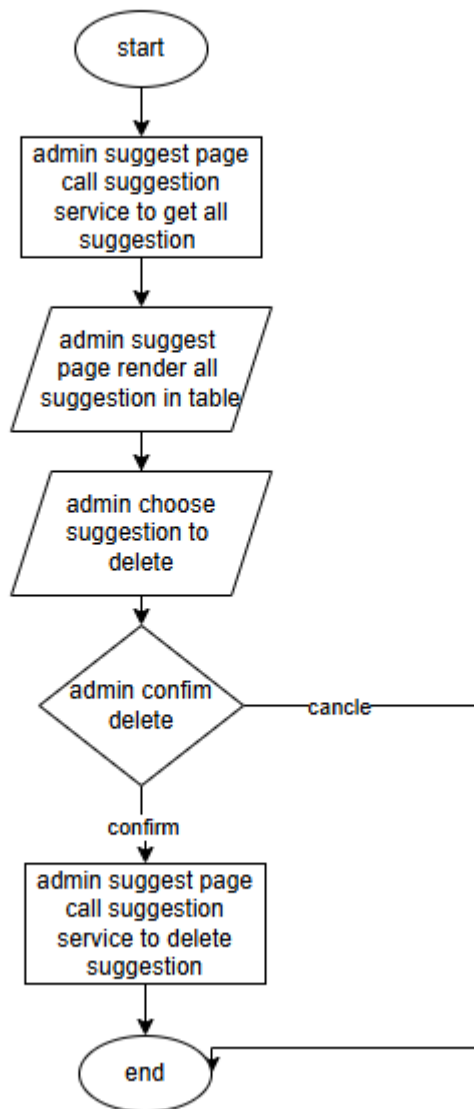 start
admin suggest page
call suggestion
service to get all
suggestion
admin suggest
page render all
suggestion in table
admin choose
suggestion to
delete
admin confim
delete
cancle
confirm
admin suggest page
call suggestion
service to delete
suggestion
end